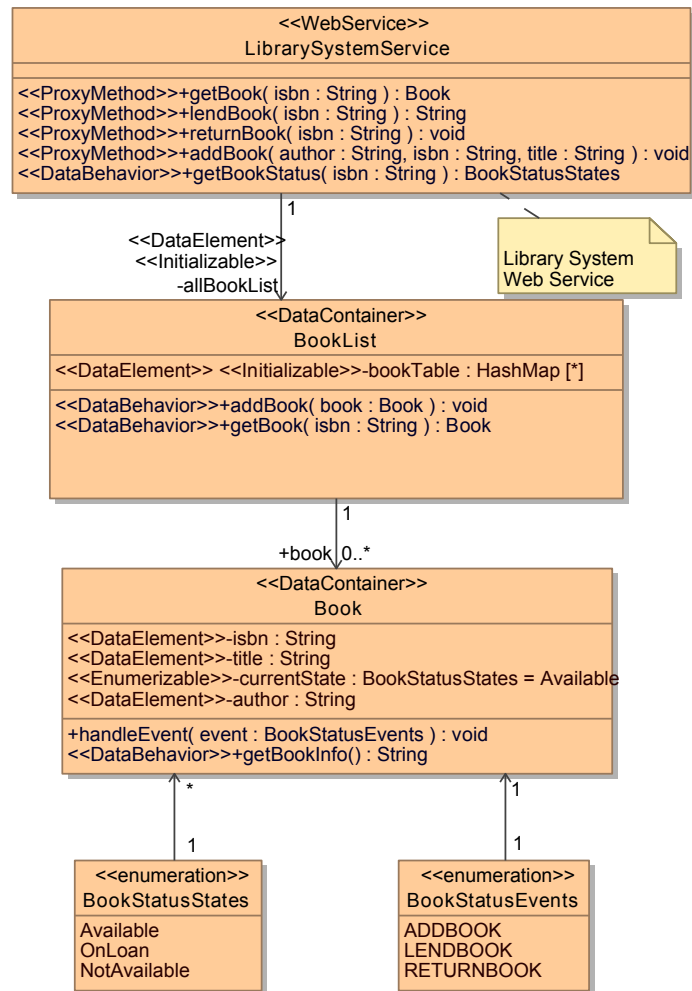 <<WebService>>
LibrarySystemService
<<ProxyMethod>>+getBook( isbn : String ) : Book
<<ProxyMethod>>+lendBook( isbn : String ) : String
<<ProxyMethod>>+returnBook( isbn : String ) : void
<<ProxyMethod>>+addBook( author : String, isbn : String, title : String ) : void
<<DataBehavior>>+getBookStatus( isbn : String ) : BookStatusStates
1
<<DataElement>>
<<Initializable>>
-allBookList
Library System
Web Service
<<DataContainer>>
BookList
<<DataElement>> <<Initializable>>-bookTable : HashMap [*]
<<DataBehavior>>+addBook( book : Book ) : void
<<DataBehavior>>+getBook( isbn : String ) : Book
1
+book 0..*
<<DataContainer>>
Book
<<DataElement>>-isbn : String
<<DataElement>>-title : String
<<Enumerizable>>-currentState : BookStatusStates = Available
<<DataElement>>-author : String
+handleEvent( event : BookStatusEvents ) : void
<<DataBehavior>>+getBookInfo() : String
*
1
1
1
<<enumeration>>
BookStatusStates
Available
OnLoan
NotAvailable
<<enumeration>>
BookStatusEvents
ADDBOOK
LENDBOOK
RETURNBOOK